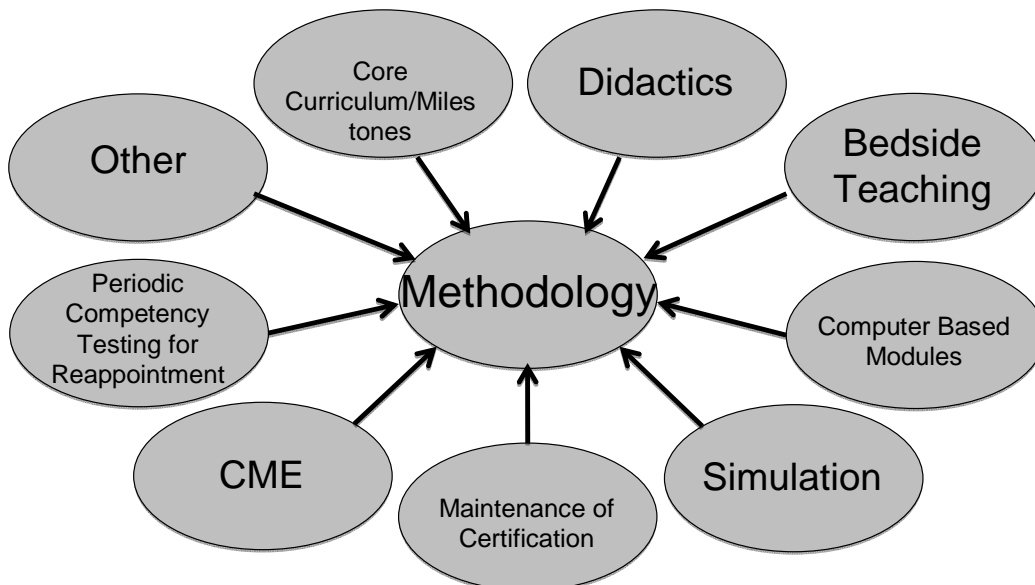 Core
Curriculum/Miles
tones
Didactics
Other
Bedside
Teaching
Methodology
Periodic
Competency
Testing for
Reappointment
Computer Based
Modules
CME
Simulation
Maintenance of
Certification